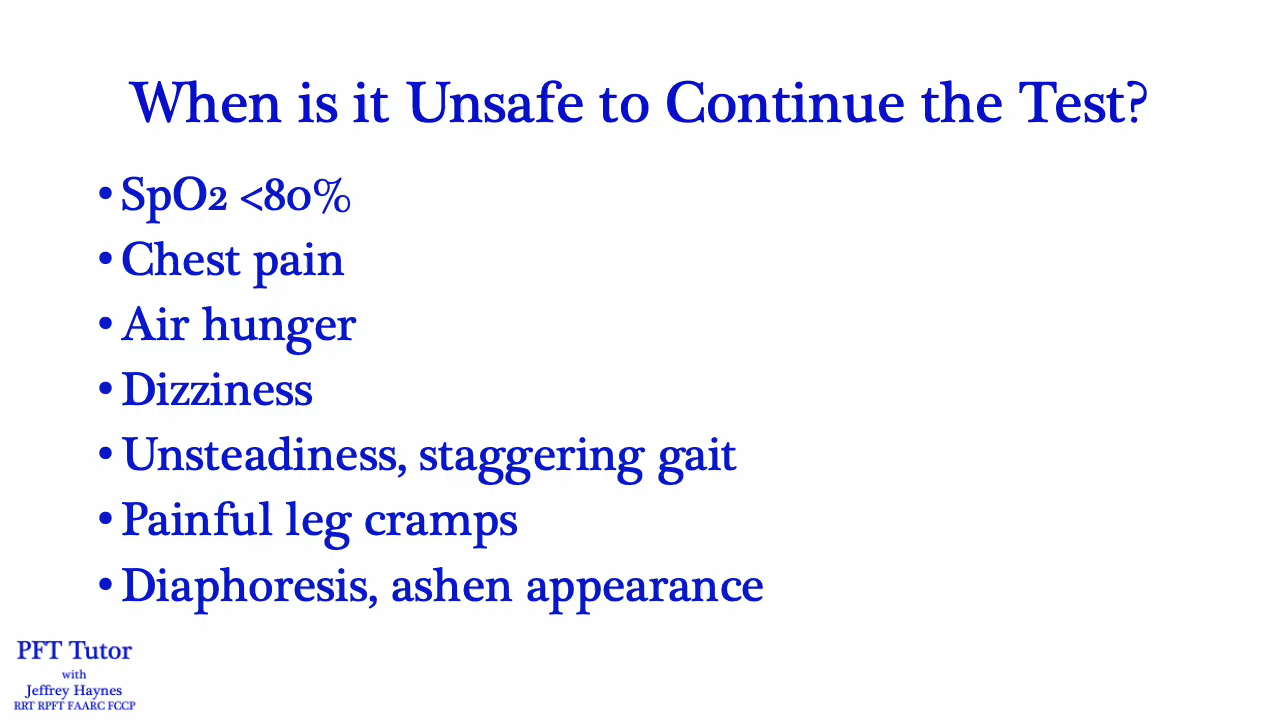 When is it Unsafe to Continue the Test?
• SpO2 <80%
• Chest pain
• Air hunger
• Dizziness
• Unsteadiness, staggering gait
• Painful leg cramps
• Diaphoresis, ashen appearance
PFT Tutor
with
Jeffrey Haynes
RRT RPFT FAARC FCCP